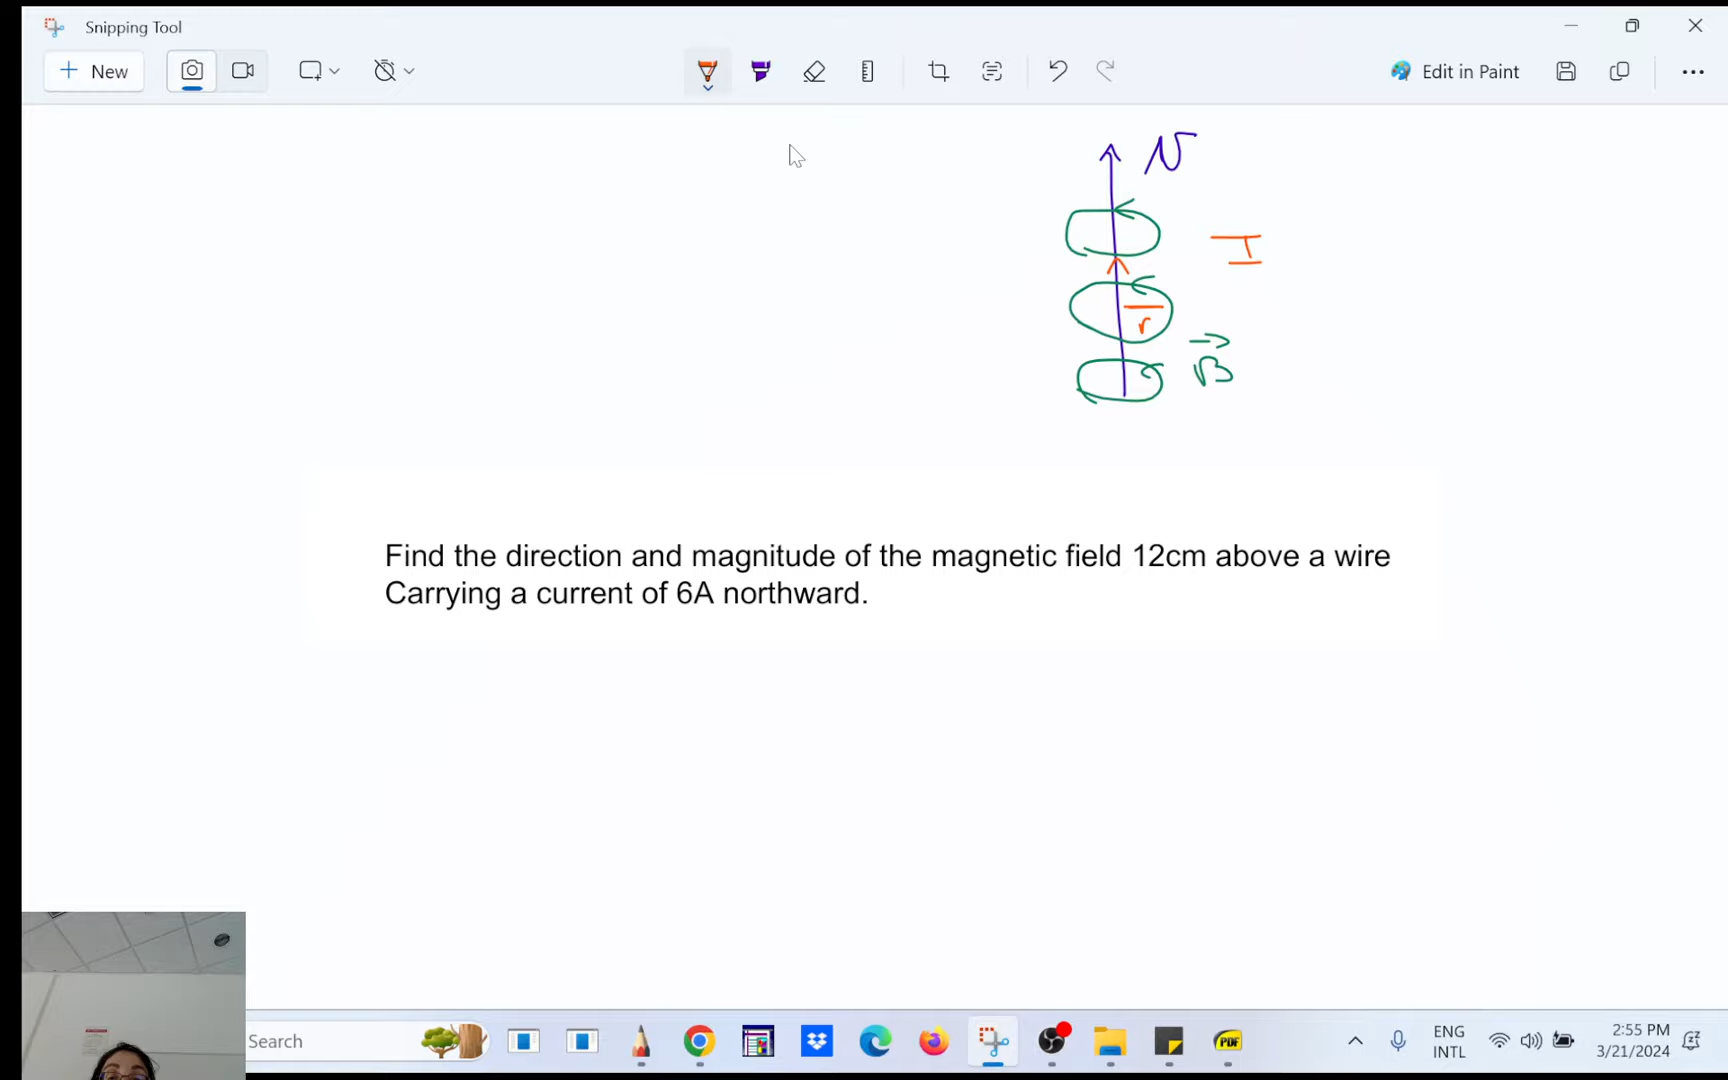 Snipping Tool
New
Edit in Paint
N
I
r
B
Find the direction and magnitude of the magnetic field 12cm above a wire
Carrying a current of 6A northward.
Search
PDF
ENG
INTL
2:55 PM
3/21/2024